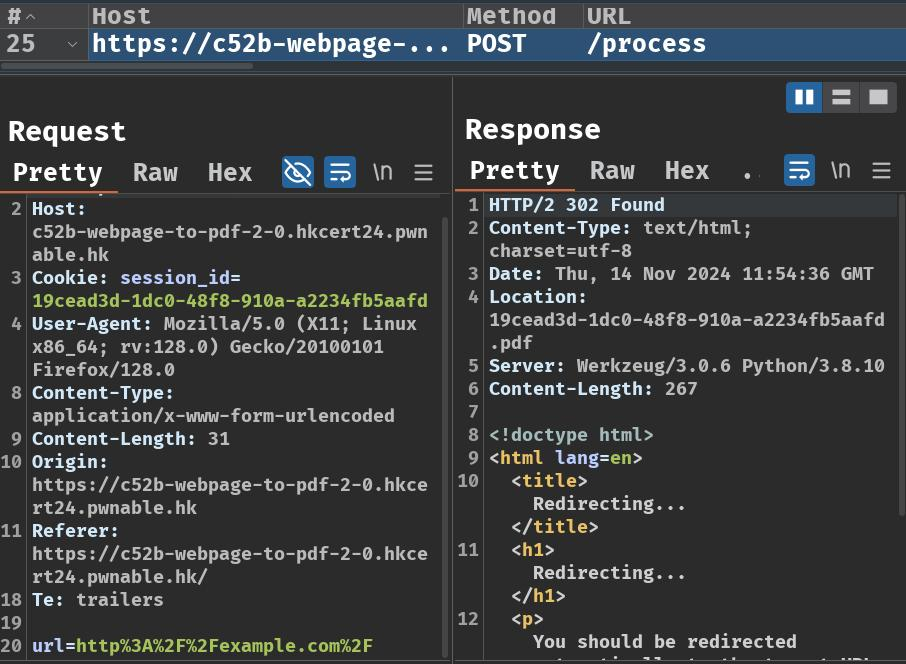 # Host Method URL
25 https://c52b-webpage-... POST /process
Request
Pretty Raw Hex \n
2 Host:
c52b-webpage-to-pdf-2-0.hkcert24.pwn
able.hk
3 Cookie: session_id=
19cead3d-1dc0-48f8-910a-a2234fb5aafd
4 User-Agent: Mozilla/5.0 (X11; Linux
x86_64; rv:128.0) Gecko/20100101
Firefox/128.0
8 Content-Type:
application/x-www-form-urlencoded
9 Content-Length: 31
10 Origin:
https://c52b-webpage-to-pdf-2-0.hkce
rt24.pwnable.hk
11 Referer:
https://c52b-webpage-to-pdf-2-0.hkce
rt24.pwnable.hk/
18 Te: trailers
19
20 url=http%3A%2F%2Fexample.com%2F
Response
Pretty Raw Hex . \n
1 HTTP/2 302 Found
2 Content-Type: text/html;
charset=utf-8
3 Date: Thu, 14 Nov 2024 11:54:36 GMT
4 Location:
19cead3d-1dc0-48f8-910a-a2234fb5aafd
.pdf
5 Server: Werkzeug/3.0.6 Python/3.8.10
6 Content-Length: 267
7
8 <!doctype html>
9 <html lang=en>
10 <title>
Redirecting...
</title>
11 <h1>
Redirecting...
</h1>
12 <p>
You should be redirected